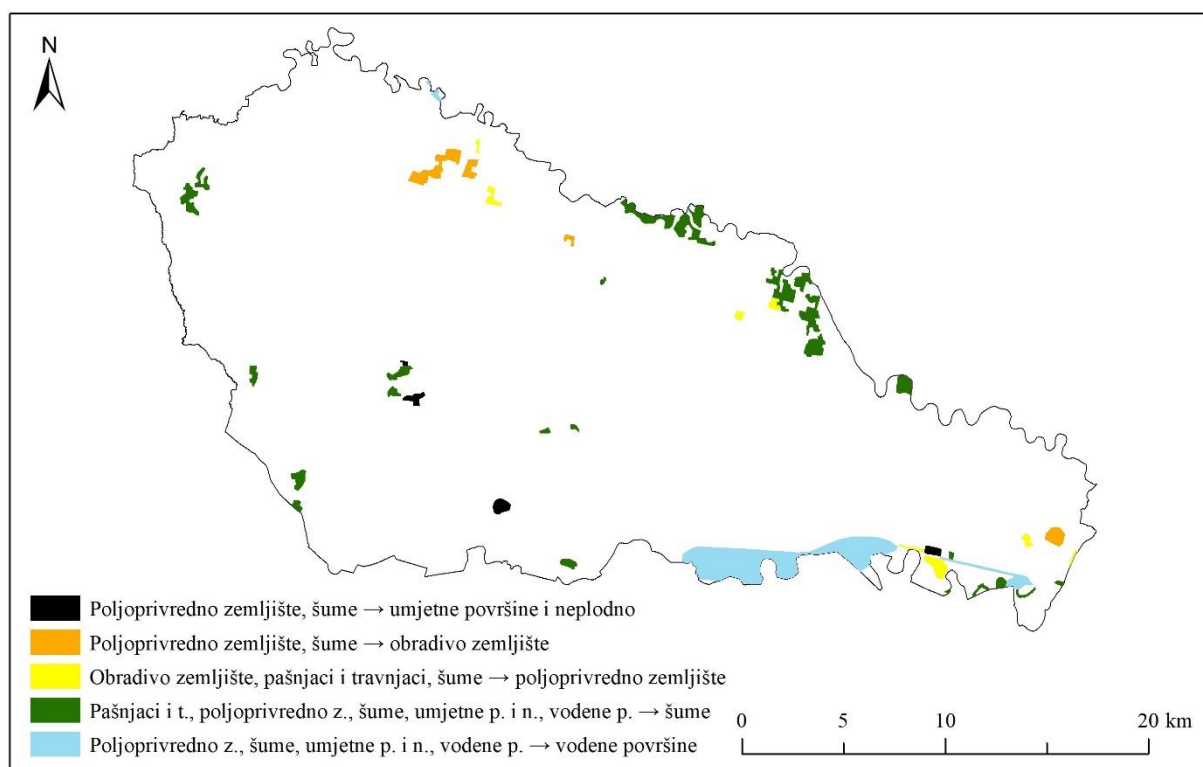 N
Poljoprivredno zemljište, šume → umjetne površine i neplodno
Poljoprivredno zemljište, šume → obradivo zemljište
Obradivo zemljište, pašnjaci i travnjaci, šume → poljoprivredno zemljište
Pašnjaci i t., poljoprivredno z., šume, umjetne p. i n., vodene p. → šume
Poljoprivredno z., šume, umjetne p. i n., vodene p. → vodene površine
0 5 10 20 km